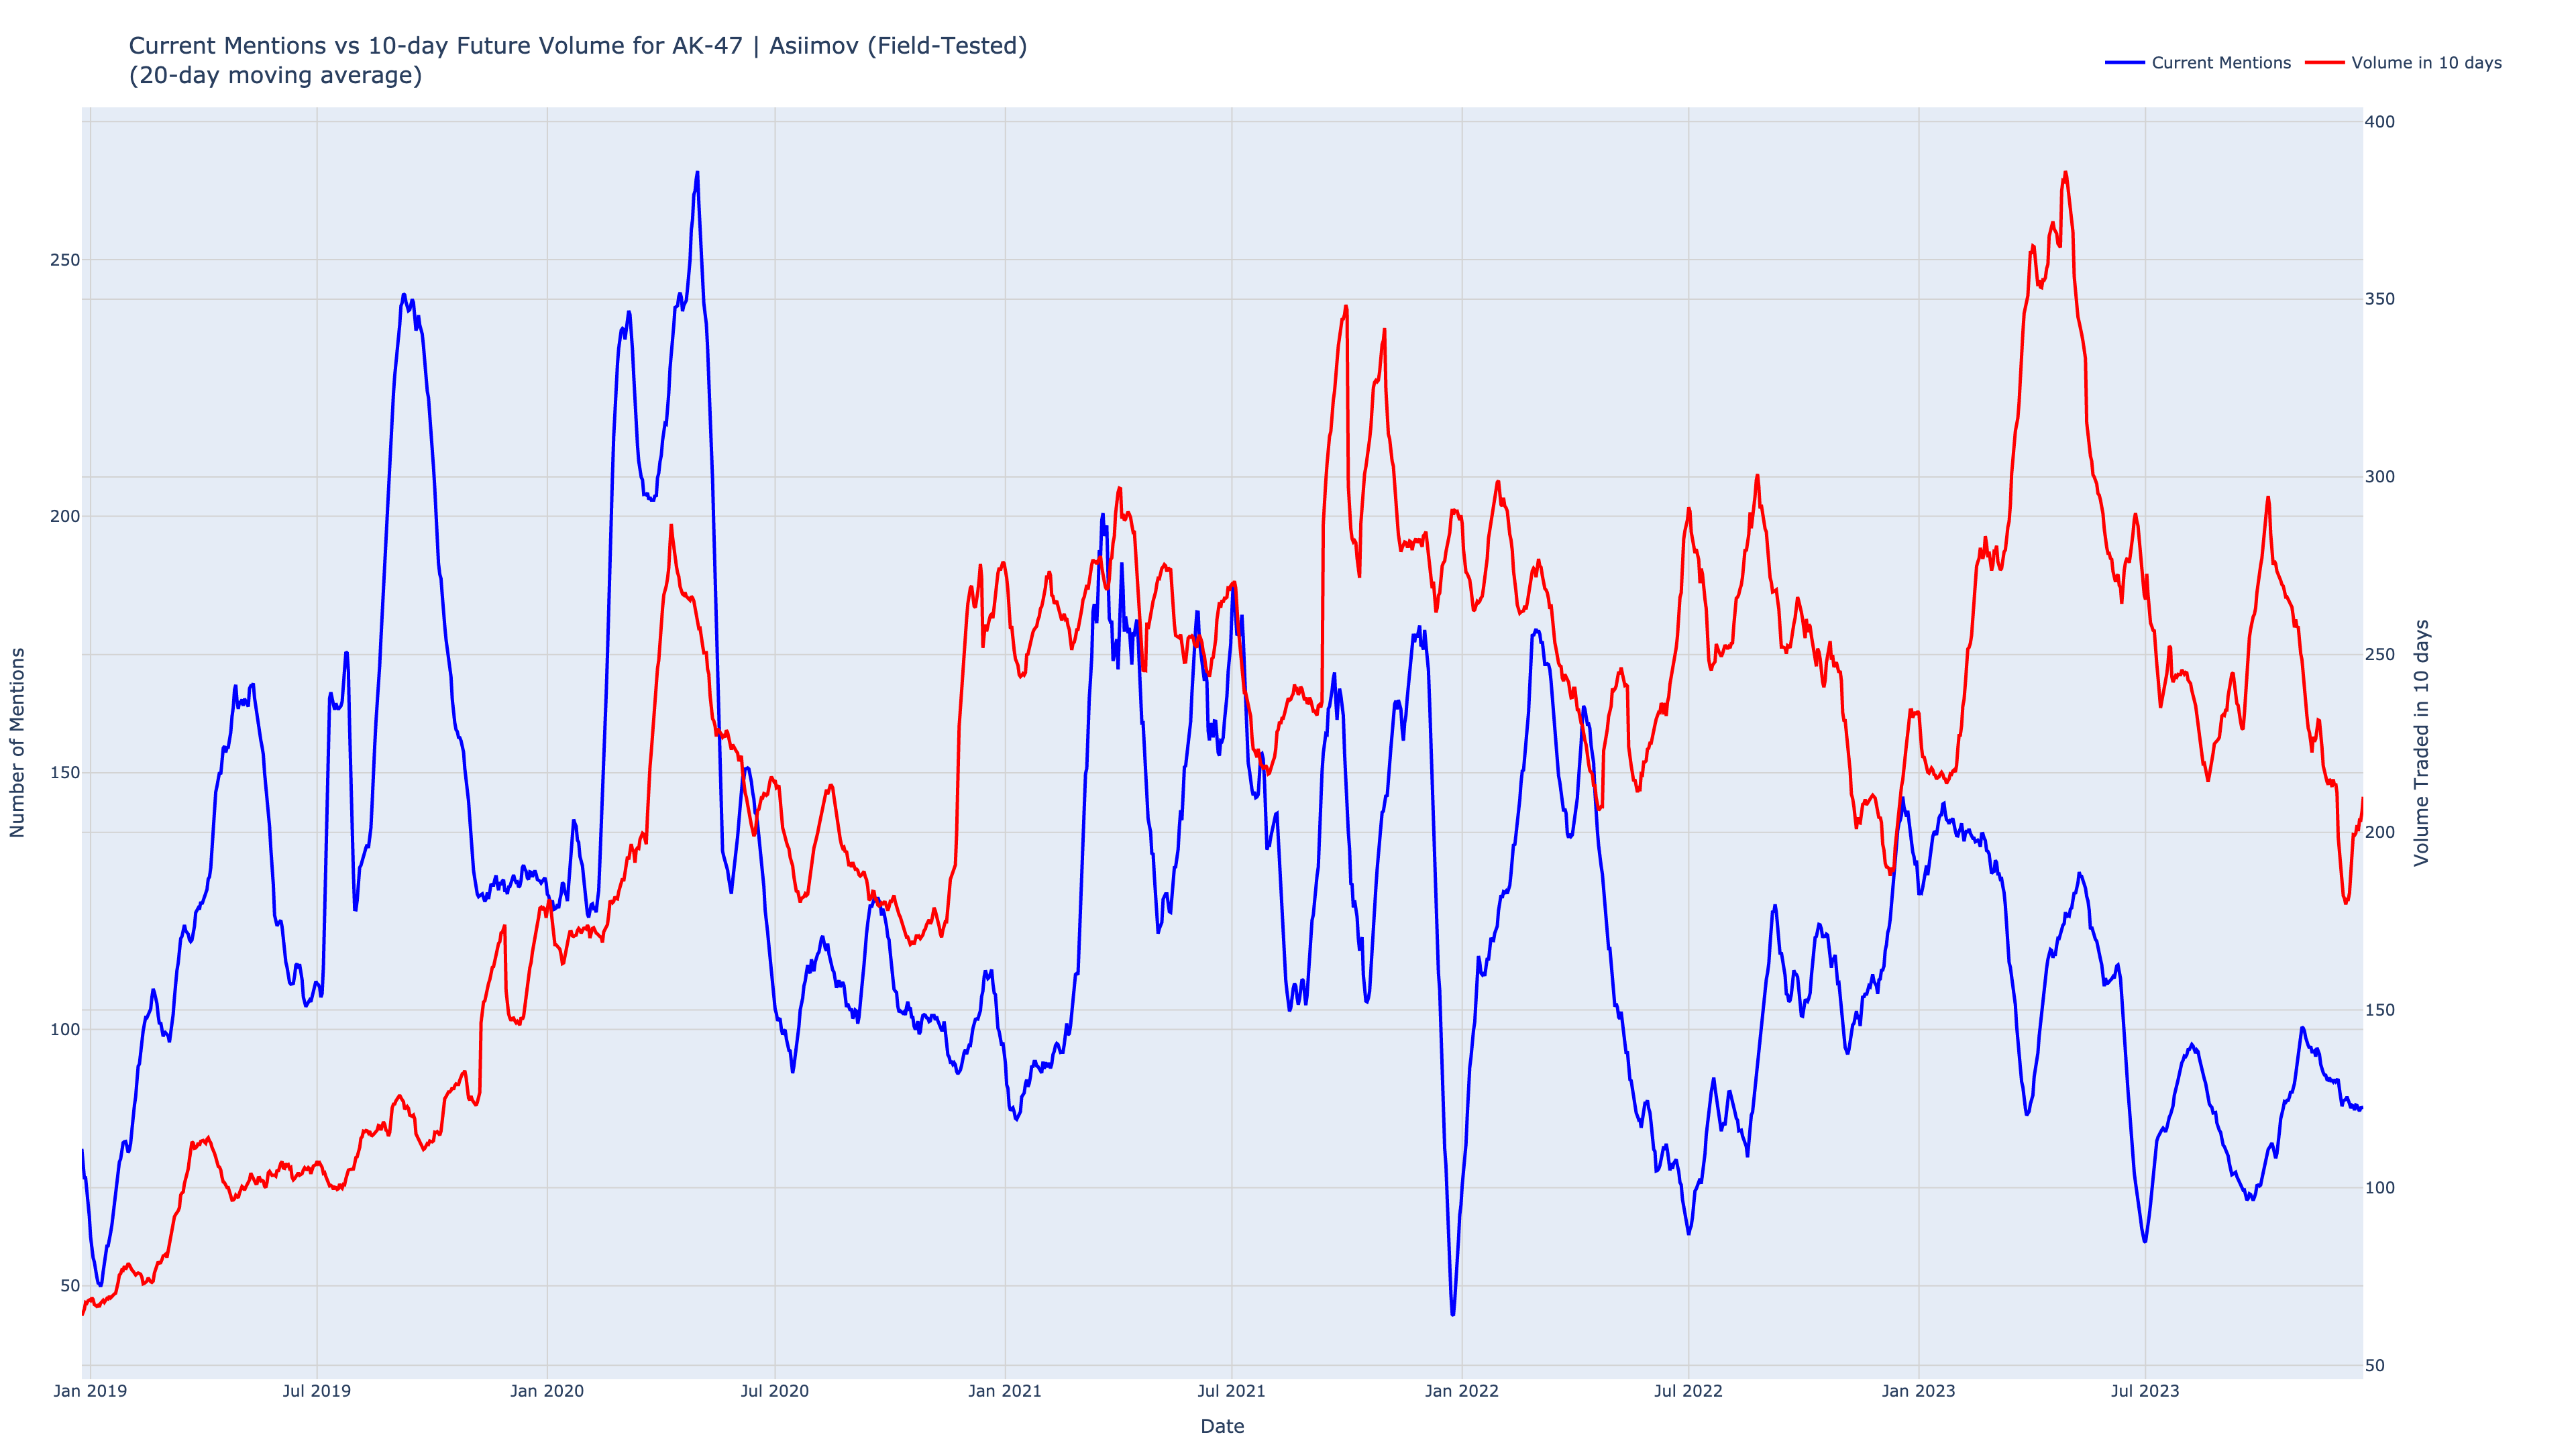 Current Mentions vs 10-day Future Volume for AK-47 | Asiimov (Field-Tested)
(20-day moving average)
Current Mentions
Volume in 10 days
Number of Mentions
250
200
150
100
50
400
350
300
250
200
150
100
50
Volume Traded in 10 days
Jan 2019
Jul 2019
Jan 2020
Jul 2020
Jan 2021
Jul 2021
Jan 2022
Jul 2022
Jan 2023
Jul 2023
Date